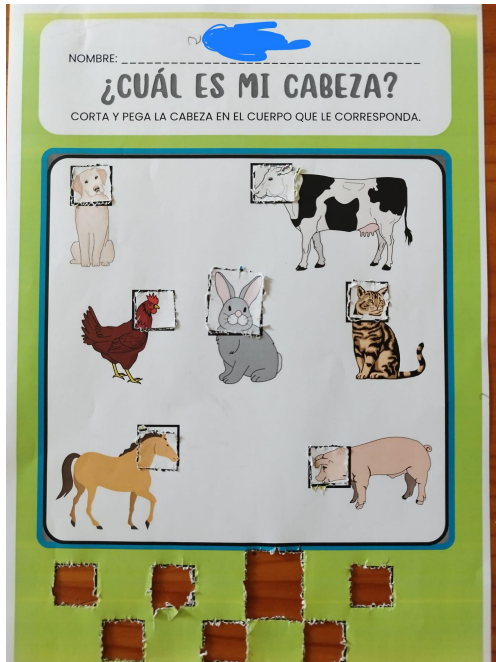 NOMBRE:
¿CUÁL ES MI CABEZA?
CORTA Y PEGA LA CABEZA EN EL CUERPO QUE LE CORRESPONDA.